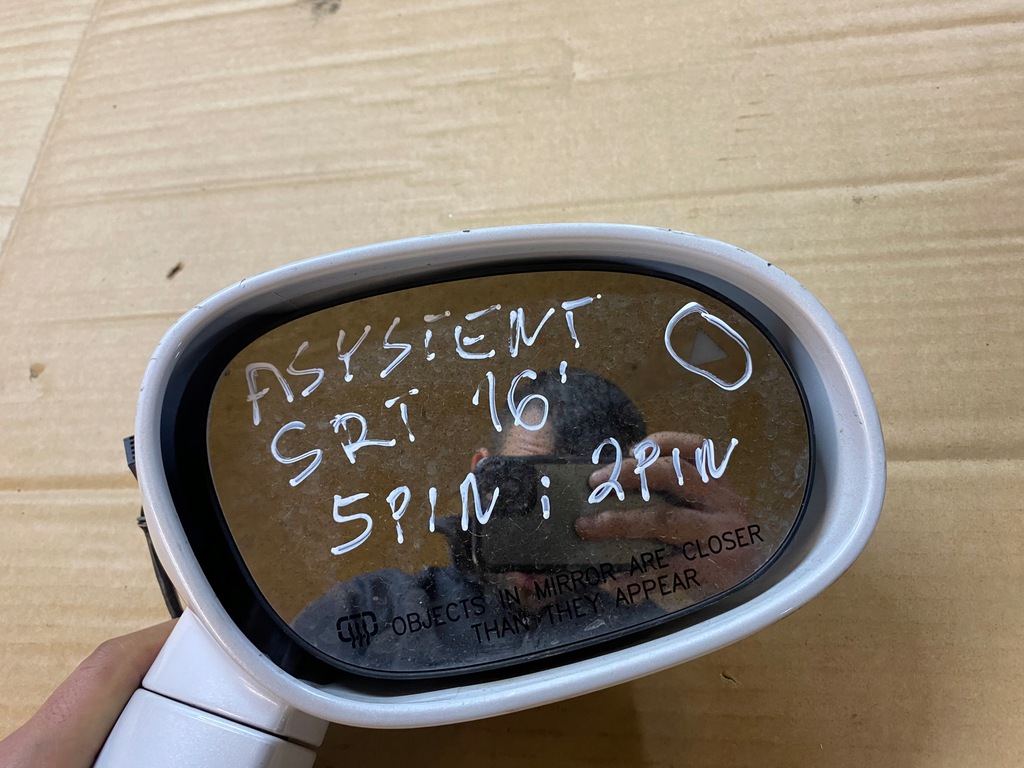 ASYSTENT
SRT 16'
5PIN i 2PIN
OBJECTS IN MIRROR ARE CLOSER
THAN THEY APPEAR